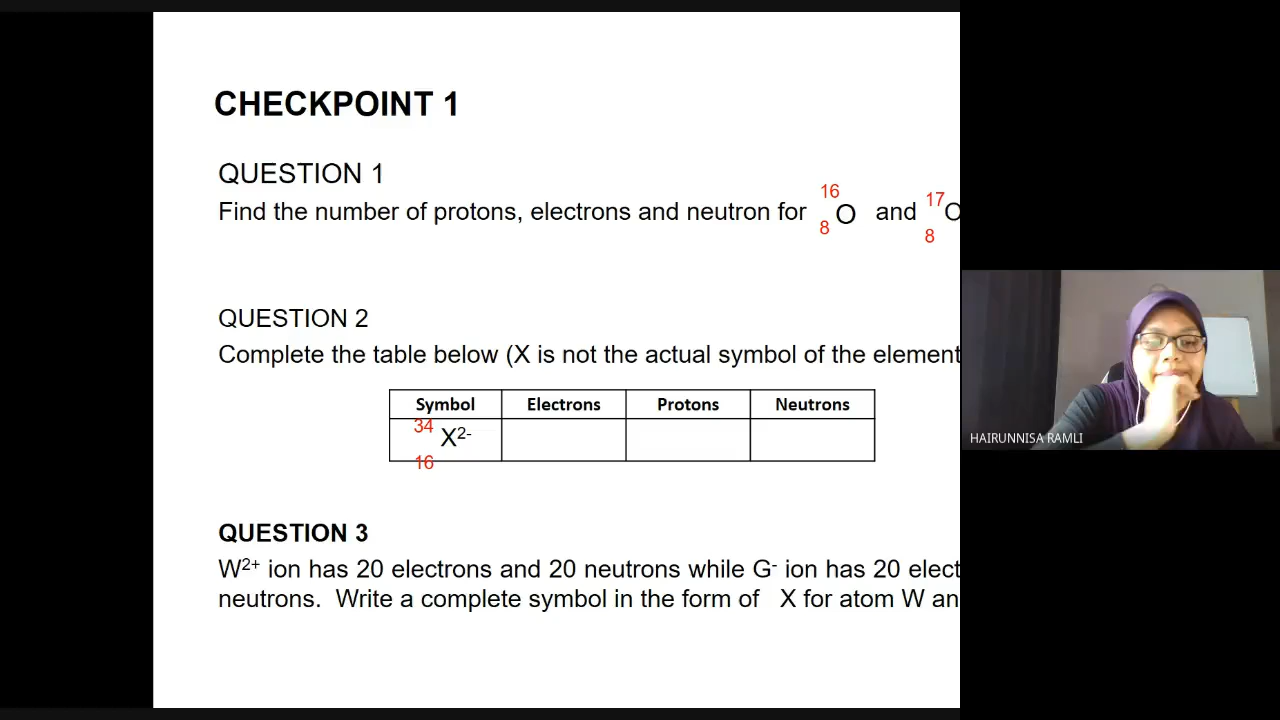 CHECKPOINT 1
QUESTION 1
Find the number of protons, electrons and neutron for 16 8 O and 17 8 O
QUESTION 2
Complete the table below (X is not the actual symbol of the element
Symbol Electrons Protons Neutrons
34 16 X2-
QUESTION 3
W2+ ion has 20 electrons and 20 neutrons while G- ion has 20 elect
neutrons. Write a complete symbol in the form of X for atom W an
HAIRUNNISA RAMLI